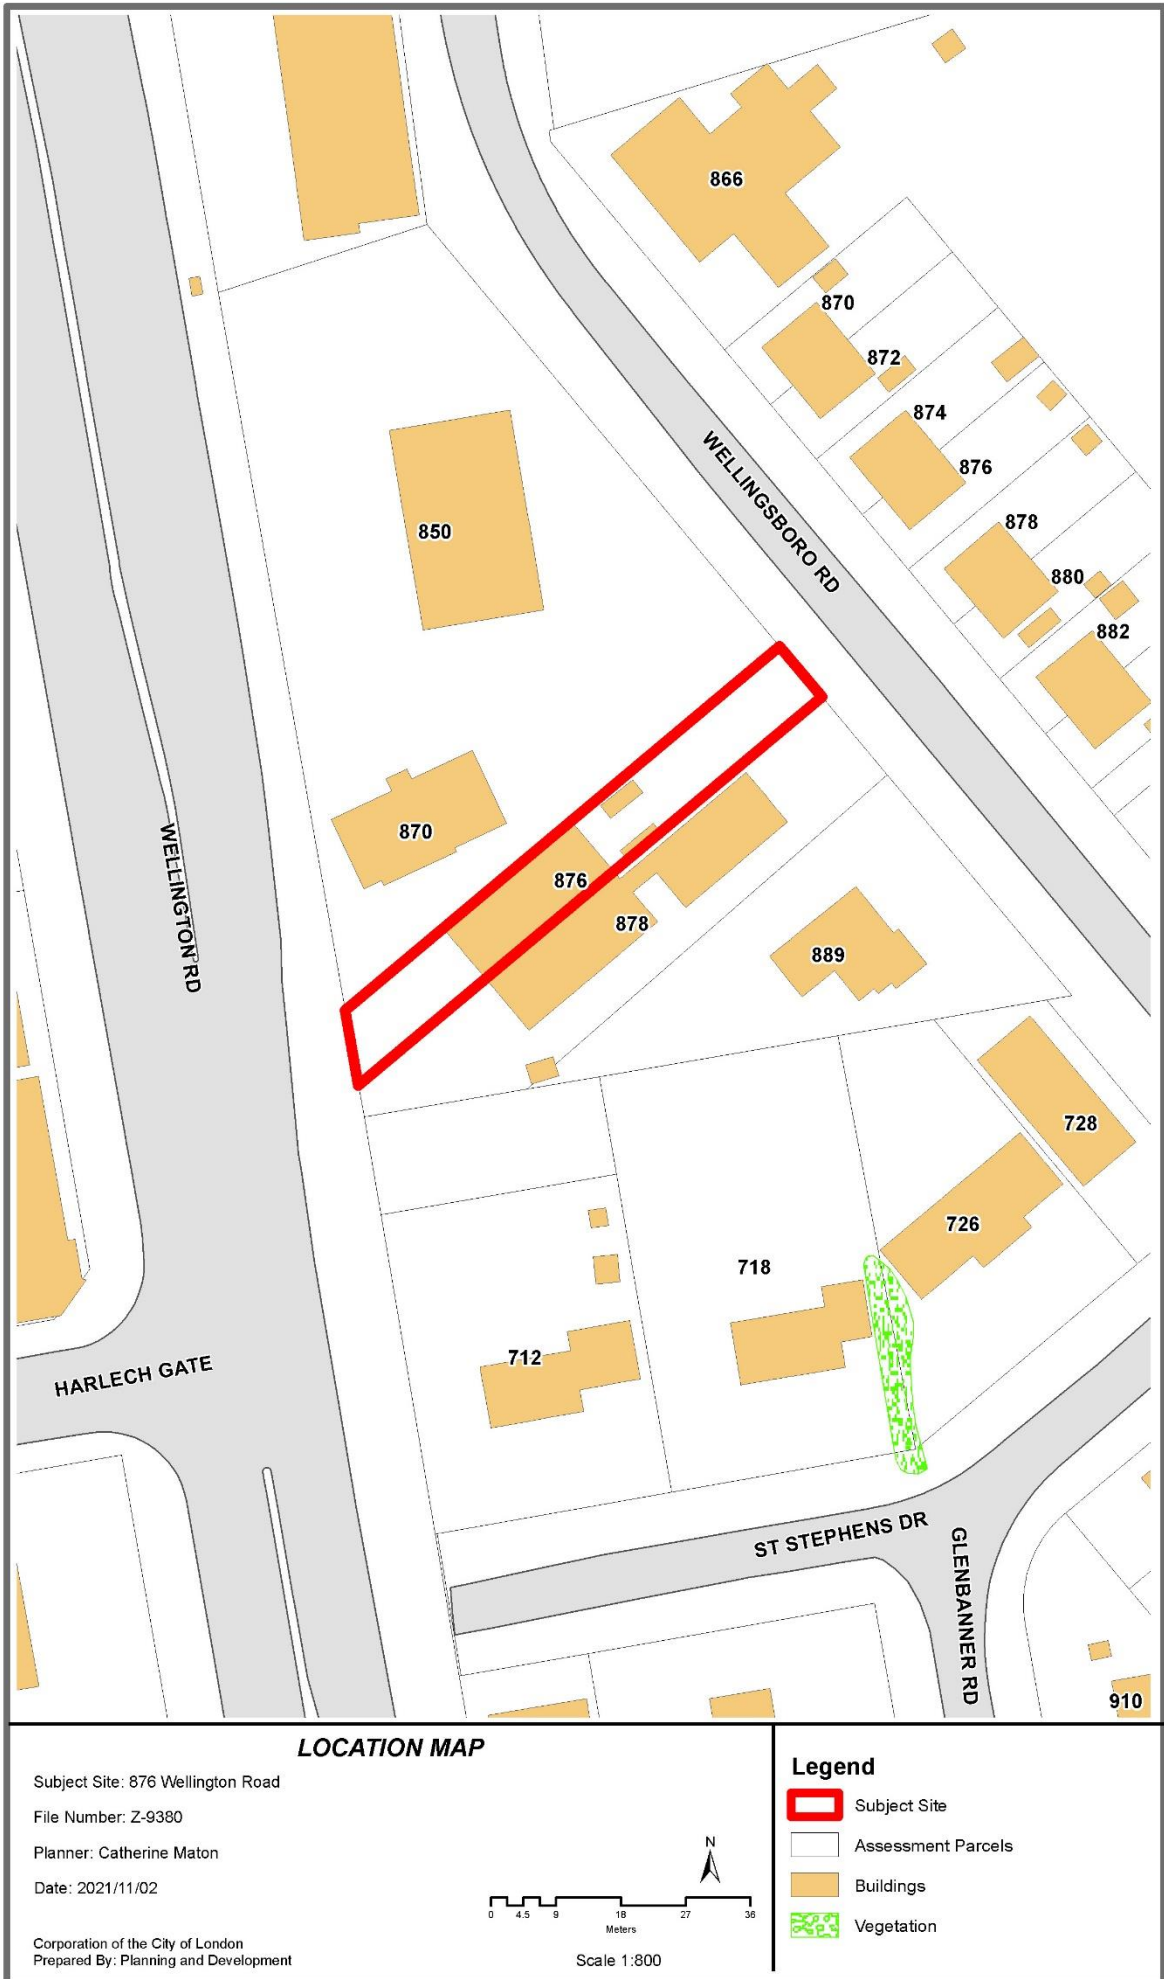 866
870
872
874
876
878
880
882
WELLINGSBORO RD
850
870
876
878
889
WELLINGTON RD
728
726
718
712
HARLECH GATE
ST STEPHENS DR
GLENBANNER RD
910
LOCATION MAP
Subject Site: 876 Wellington Road
File Number: Z-9380
Planner: Catherine Maton
Date: 2021/11/02
Corporation of the City of London
Prepared By: Planning and Development
N
0 4.5 9 18 27 36
Meters
Scale 1:800
Legend
Subject Site
Assessment Parcels
Buildings
Vegetation